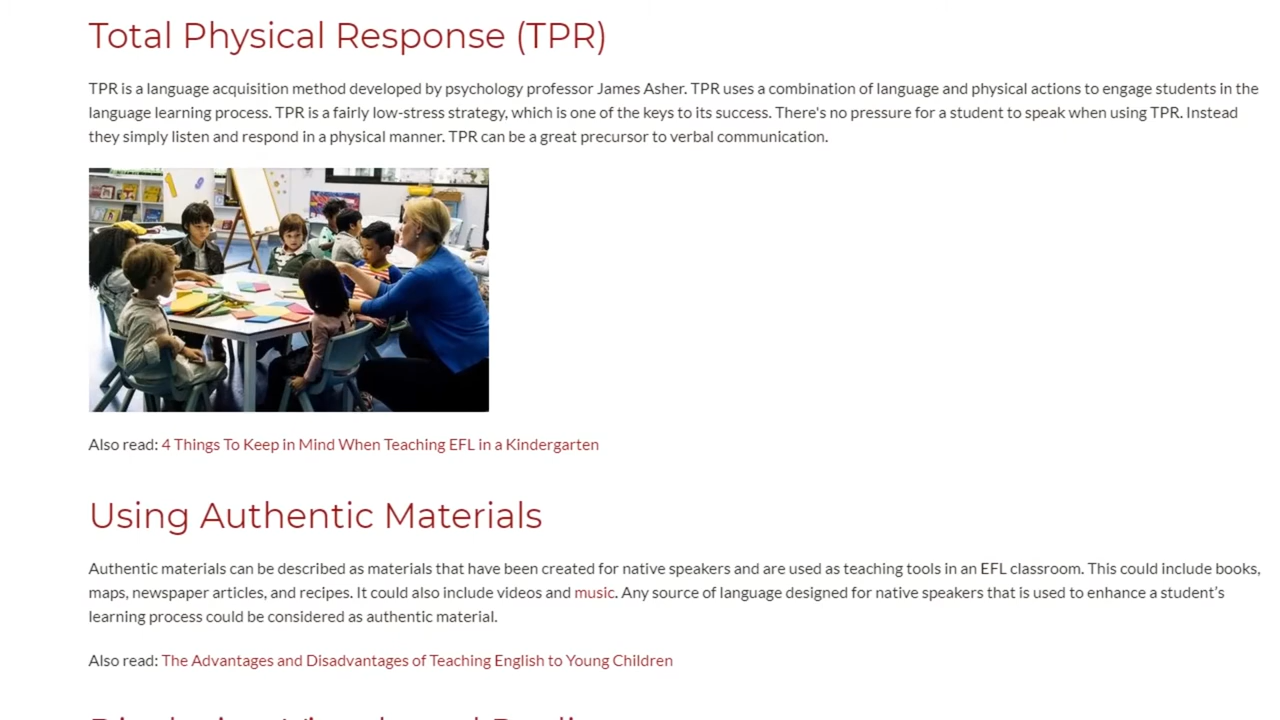 Total Physical Response (TPR)
TPR is a language acquisition method developed by psychology professor James Asher. TPR uses a combination of language and physical actions to engage students in the
language learning process. TPR is a fairly low-stress strategy, which is one of the keys to its success. There's no pressure for a student to speak when using TPR. Instead
they simply listen and respond in a physical manner. TPR can be a great precursor to verbal communication.
Also read: 4 Things To Keep in Mind When Teaching EFL in a Kindergarten
Using Authentic Materials
Authentic materials can be described as materials that have been created for native speakers and are used as teaching tools in an EFL classroom. This could include books,
maps, newspaper articles, and recipes. It could also include videos and music. Any source of language designed for native speakers that is used to enhance a student’s
learning process could be considered as authentic material.
Also read: The Advantages and Disadvantages of Teaching English to Young Children